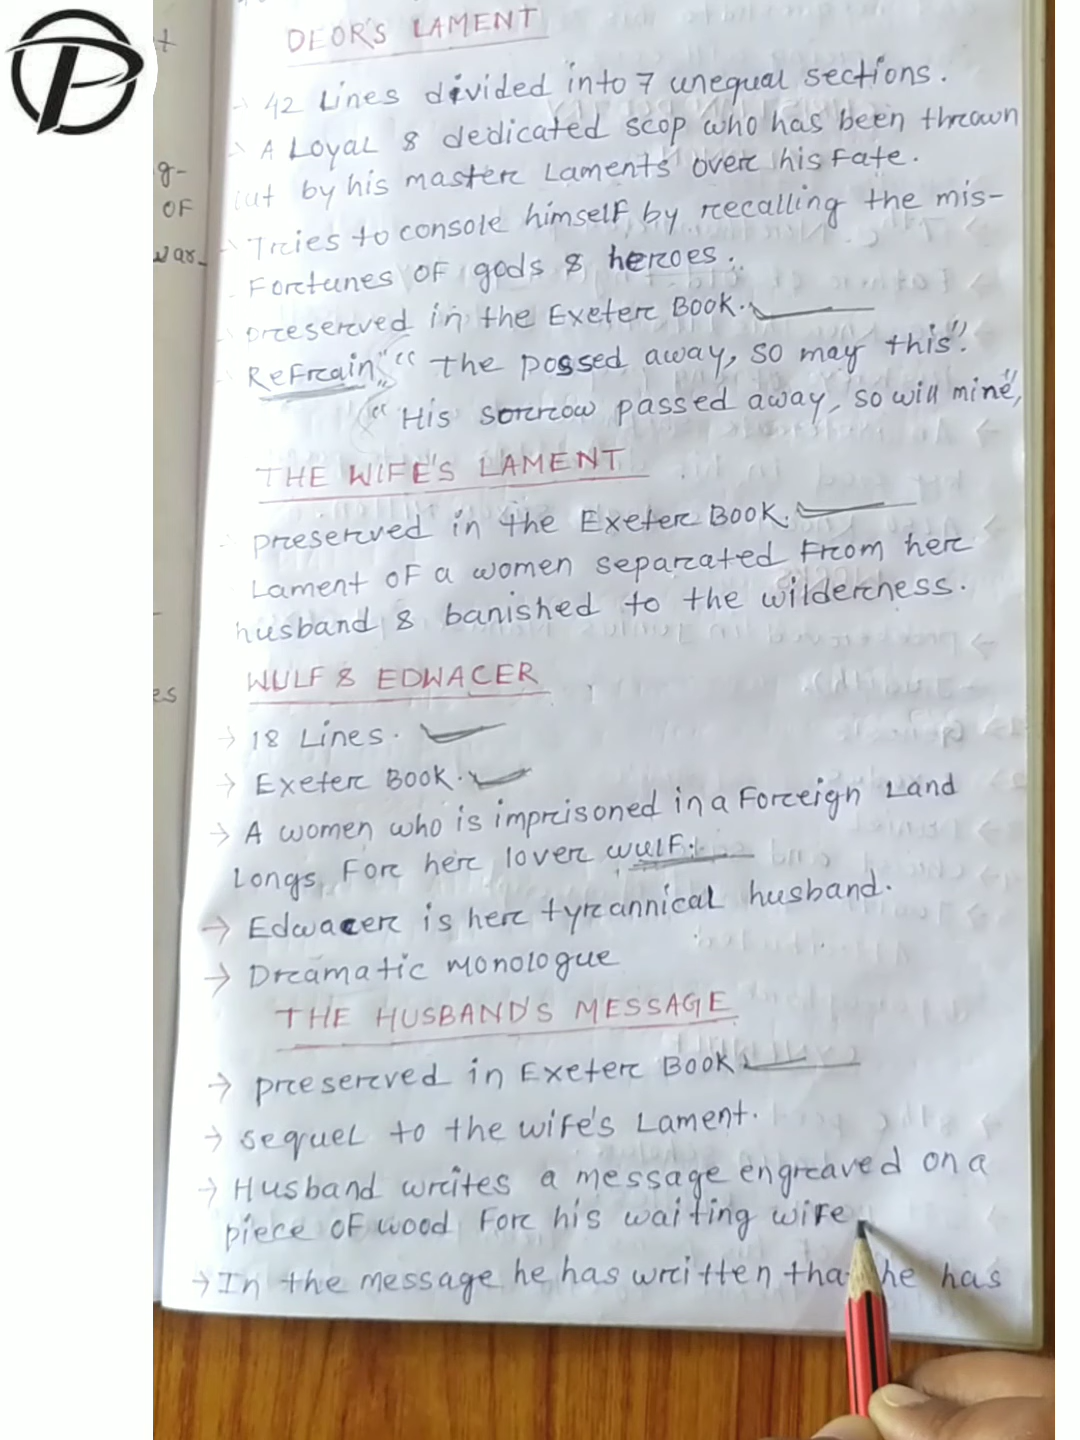 DEOR'S LAMENT
42 Lines divided into 7 unequal sections.
A Loyal & dedicated scop who has been thrown
out by his master Laments over his Fate.
Tries to console himself by recalling the mis-
Fortunes OF gods & heroes.
preserved in the Exeter Book.
ReFrain "" the possed away, so may this".
"His sorrow passed away, so will mine"
THE WIFE'S LAMENT
preserved in the Exeter Book.
Lament OF a women separated From her
husband & banished to the wilderness.
WULF & EDWACER
→ 18 Lines.
→ Exeter Book.
→ A women who is imprisoned in a Foreign Land
Longs For her lover wulF.
→ Edwacer is her tyrannical husband.
→ Dramatic Monologue
THE HUSBAND'S MESSAGE
→ preserved in Exeter Book
→ sequel to the wife's Lament.
→ Husband writes a message engraved on a
piece OF wood For his waiting wiFe
→ In the message he has written tha he has
t
g-
OF
war-
es
P